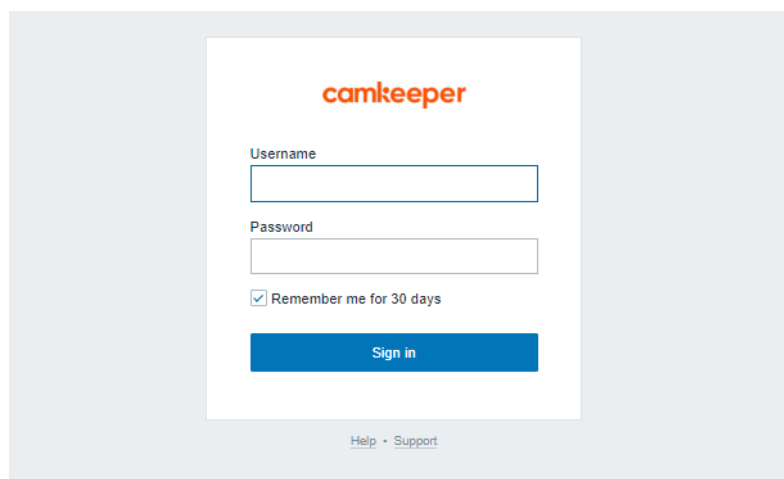 camkeeper
Username
Password
Remember me for 30 days
Sign in
Help • Support